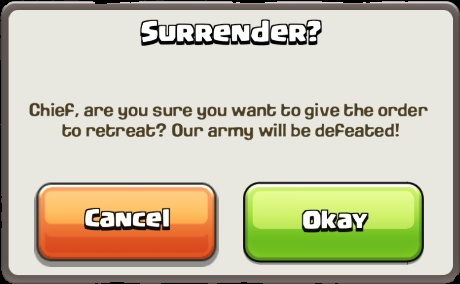 Surrender?
Chief, are you sure you want to give the order
to retreat? Our army will be defeated!
Cancel
Okay